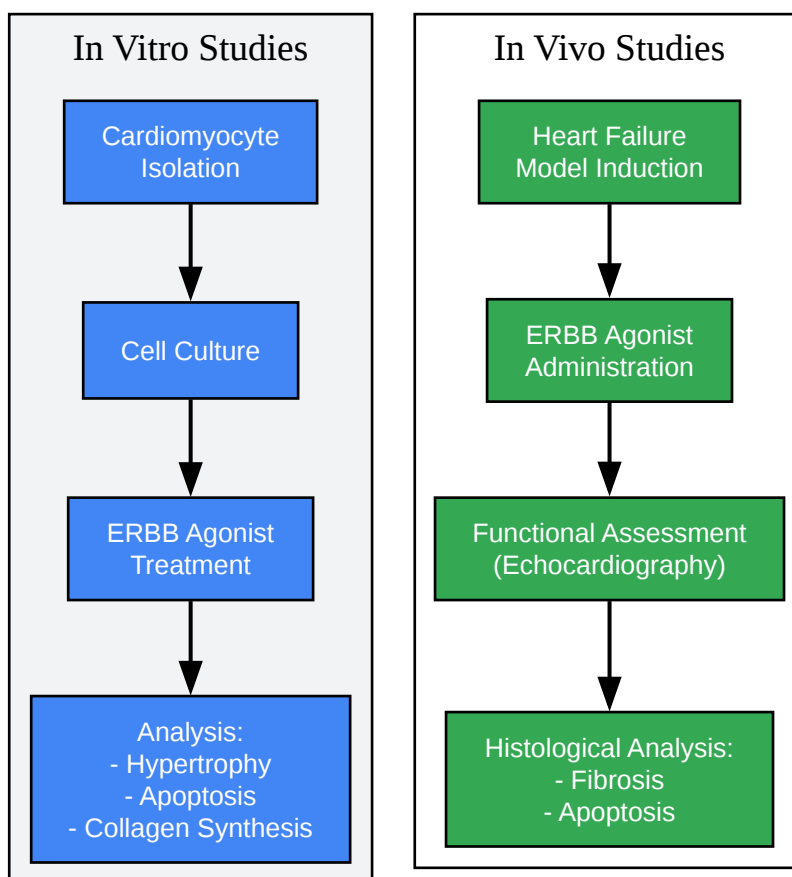 In Vitro Studies
Cardiomyocyte
Isolation
Cell Culture
ERBB Agonist
Treatment
Analysis:
- Hypertrophy
- Apoptosis
- Collagen Synthesis
In Vivo Studies
Heart Failure
Model Induction
ERBB Agonist
Administration
Functional Assessment
(Echocardiography)
Histological Analysis:
- Fibrosis
- Apoptosis